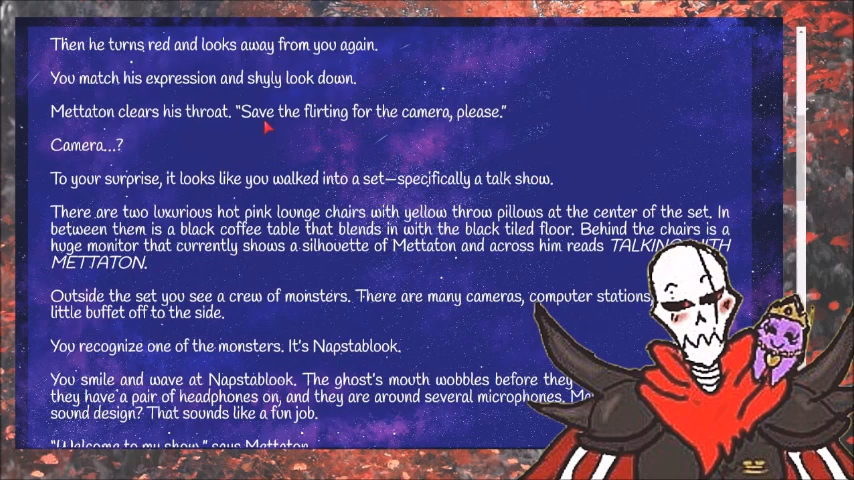 Then he turns red and looks away from you again.
You match his expression and shyly look down.
Mettaton clears his throat. "Save the flirting for the camera, please."
Camera...?
To your surprise, it looks like you walked into a set—specifically a talk show.
There are two luxurious hot pink lounge chairs with yellow throw pillows at the center of the set. In
between them is a black coffee table that blends in with the black tiled floor. Behind the chairs is a
huge monitor that currently shows a silhouette of Mettaton and across him reads TALKING WITH
METTATON.
Outside the set you see a crew of monsters. There are many cameras, computer stations,
little buffet off to the side.
You recognize one of the monsters. It's Napstablook.
You smile and wave at Napstablook. The ghost's mouth wobbles before they
they have a pair of headphones on, and they are around several microphones.
sound design? That sounds like a fun job.
"Welcome to my show," says Mettaton.